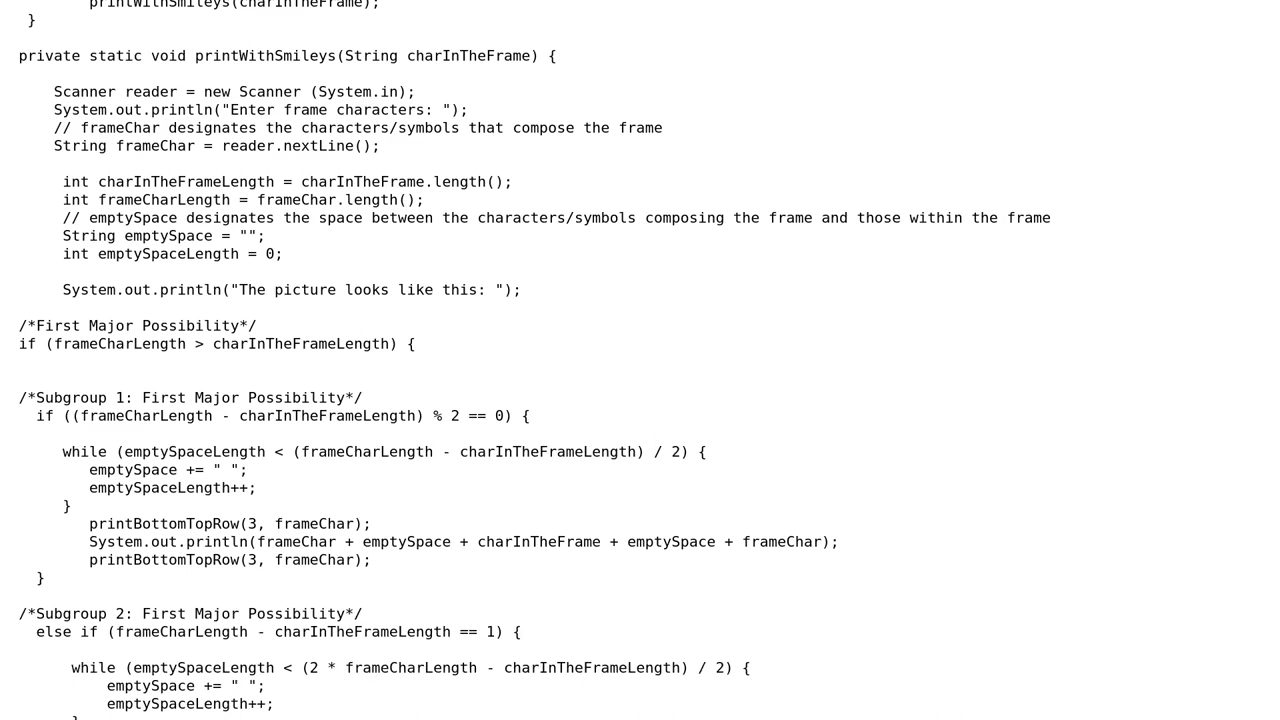 printWithSmileys(charInTheFrame);
}
private static void printWithSmileys(String charInTheFrame) {
Scanner reader = new Scanner (System.in);
System.out.println("Enter frame characters: ");
// frameChar designates the characters/symbols that compose the frame
String frameChar = reader.nextLine();
int charInTheFrameLength = charInTheFrame.length();
int frameCharLength = frameChar.length();
// emptySpace designates the space between the characters/symbols composing the frame and those within the frame
String emptySpace = "";
int emptySpaceLength = 0;
System.out.println("The picture looks like this: ");
/*First Major Possibility*/
if (frameCharLength > charInTheFrameLength) {
/*Subgroup 1: First Major Possibility*/
if ((frameCharLength - charInTheFrameLength) % 2 == 0) {
while (emptySpaceLength < (frameCharLength - charInTheFrameLength) / 2) {
emptySpace += " ";
emptySpaceLength++;
}
printBottomTopRow(3, frameChar);
System.out.println(frameChar + emptySpace + charInTheFrame + emptySpace + frameChar);
printBottomTopRow(3, frameChar);
}
/*Subgroup 2: First Major Possibility*/
else if (frameCharLength - charInTheFrameLength == 1) {
while (emptySpaceLength < (2 * frameCharLength - charInTheFrameLength) / 2) {
emptySpace += " ";
emptySpaceLength++;
}